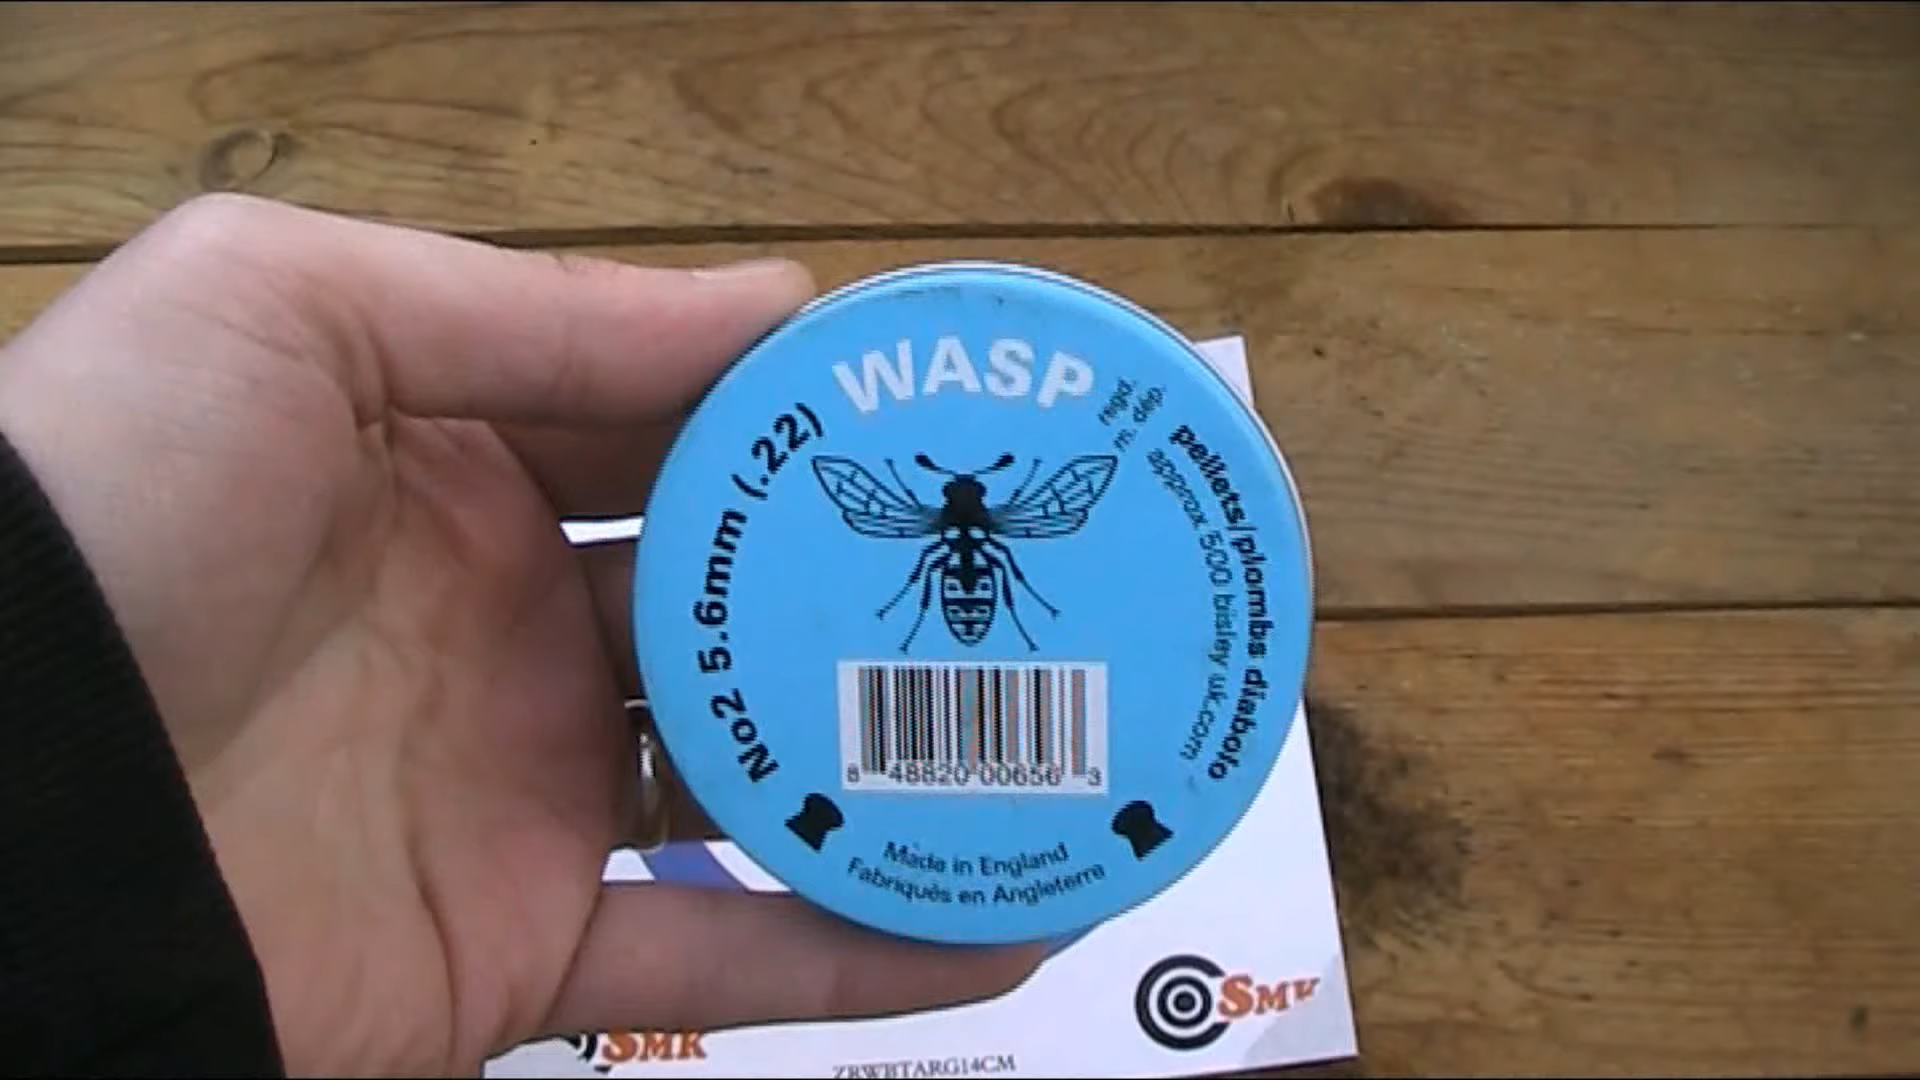 WASP
regd.
n. dép.
No2 5.6mm (.22)
pellets/plombs diabolo
approx 500 bisley uk.com
8 48820 00656 3
Made in England
Fabriqués en Angleterre
SMK
SMK
ZRWBTARG14CM